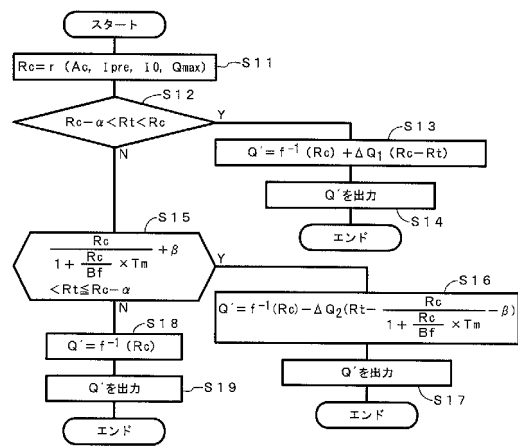 スタート
S11
Rc=r (Ac, Ipre, i0, Qmax)
S12
Rc−α<Rt<Rc
Y
N
S13
Q′=f⁻¹ (Rc) +ΔQ₁ (Rc−Rt)
Q′を出力
S14
エンド
S15
Rc
1+ Rc/Bf ×Tm
+β
<Rt≦Rc−α
Y
N
S16
Q′=f⁻¹(Rc)−ΔQ₂(Rt− Rc / (1+ Rc/Bf ×Tm) −β)
Q′を出力
S17
エンド
S18
Q′=f⁻¹ (Rc)
Q′を出力
S19
エンド